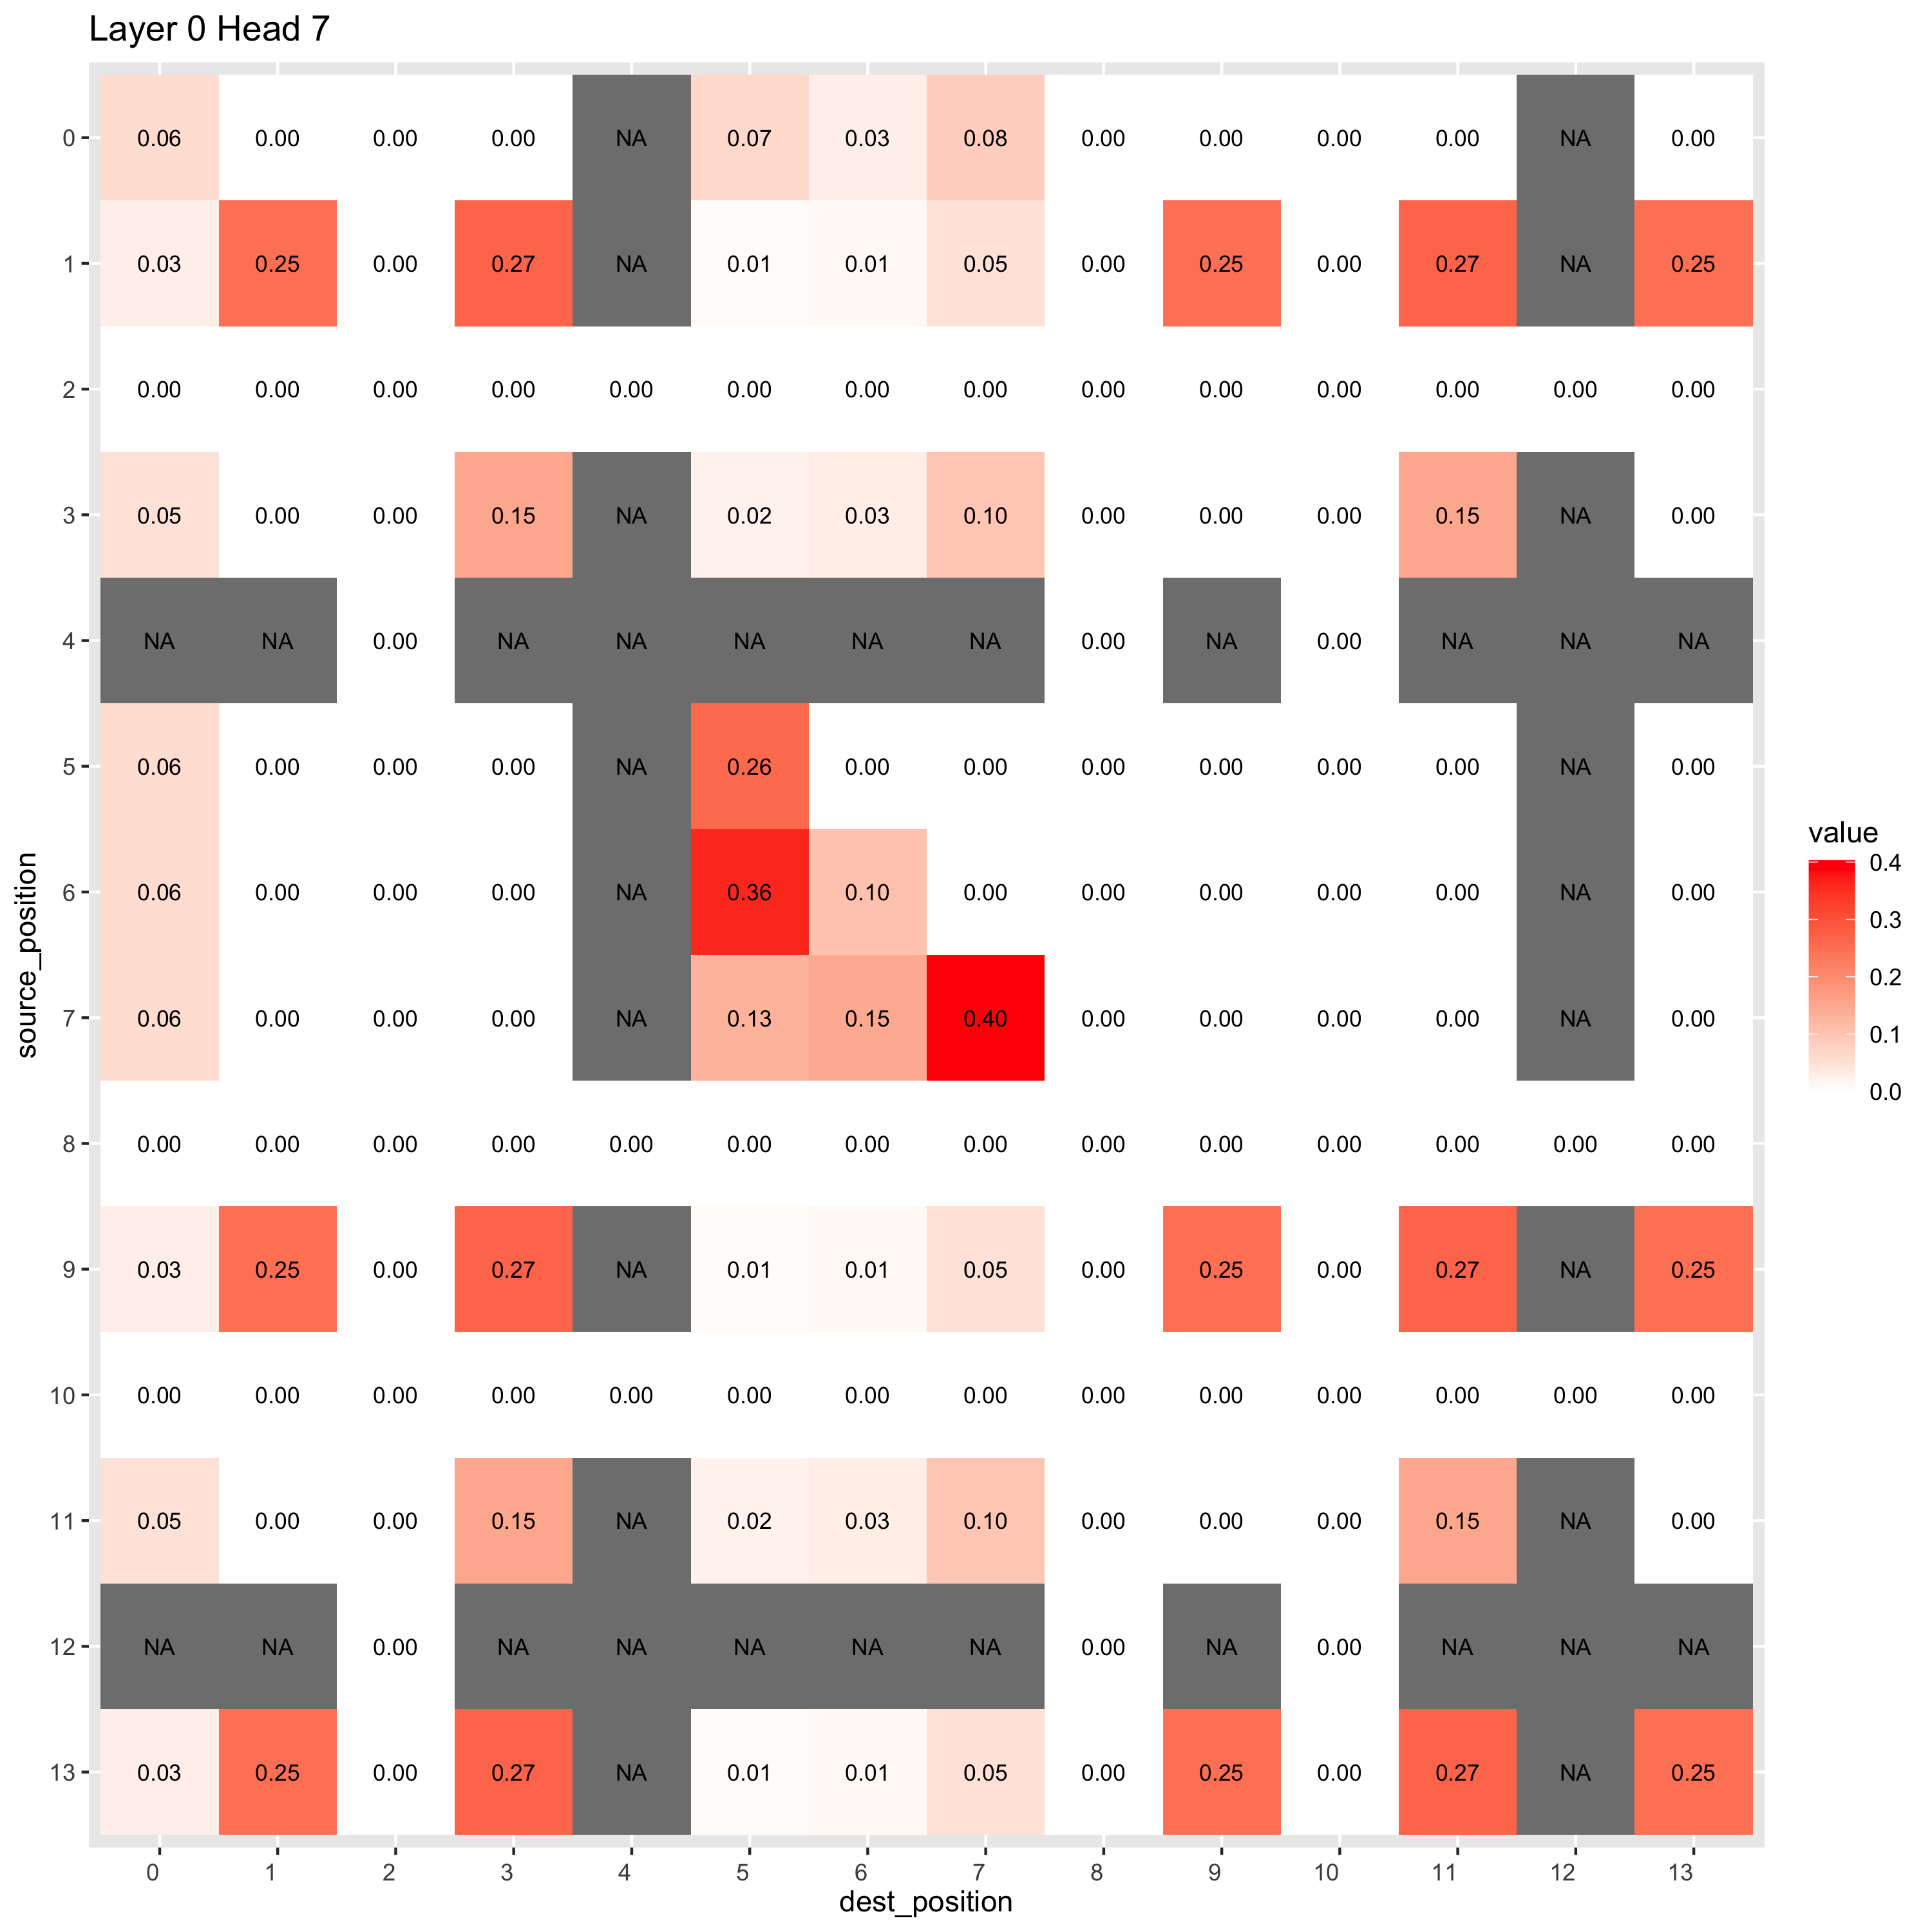 Layer 0 Head 7
0 0.06 0.00 0.00 0.00 NA 0.07 0.03 0.08 0.00 0.00 0.00 0.00 NA 0.00
1 0.03 0.25 0.00 0.27 NA 0.01 0.01 0.05 0.00 0.25 0.00 0.27 NA 0.25
2 0.00 0.00 0.00 0.00 0.00 0.00 0.00 0.00 0.00 0.00 0.00 0.00 0.00 0.00
3 0.05 0.00 0.00 0.15 NA 0.02 0.03 0.10 0.00 0.00 0.00 0.15 NA 0.00
4 NA NA 0.00 NA NA NA NA NA 0.00 NA 0.00 NA NA NA
5 0.06 0.00 0.00 0.00 NA 0.26 0.00 0.00 0.00 0.00 0.00 0.00 NA 0.00
6 0.06 0.00 0.00 0.00 NA 0.36 0.10 0.00 0.00 0.00 0.00 0.00 NA 0.00
7 0.06 0.00 0.00 0.00 NA 0.13 0.15 0.40 0.00 0.00 0.00 0.00 NA 0.00
8 0.00 0.00 0.00 0.00 0.00 0.00 0.00 0.00 0.00 0.00 0.00 0.00 0.00 0.00
9 0.03 0.25 0.00 0.27 NA 0.01 0.01 0.05 0.00 0.25 0.00 0.27 NA 0.25
10 0.00 0.00 0.00 0.00 0.00 0.00 0.00 0.00 0.00 0.00 0.00 0.00 0.00 0.00
11 0.05 0.00 0.00 0.15 NA 0.02 0.03 0.10 0.00 0.00 0.00 0.15 NA 0.00
12 NA NA 0.00 NA NA NA NA NA 0.00 NA 0.00 NA NA NA
13 0.03 0.25 0.00 0.27 NA 0.01 0.01 0.05 0.00 0.25 0.00 0.27 NA 0.25
0 1 2 3 4 5 6 7 8 9 10 11 12 13
dest_position
source_position
value
0.4
0.3
0.2
0.1
0.0